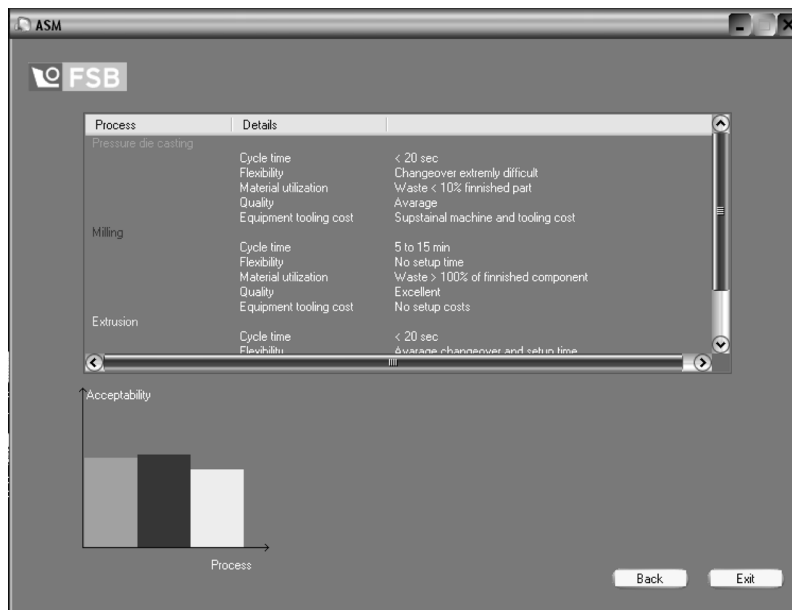 ASM
FSB
Process Details
Pressure die casting
Cycle time < 20 sec
Flexibility Changeover extremly difficult
Material utilization Waste < 10% finnished part
Quality Avarage
Equipment tooling cost Supstainal machine and tooling cost
Milling
Cycle time 5 to 15 min
Flexibility No setup time
Material utilization Waste > 100% of finnished component
Quality Excellent
Equipment tooling cost No setup costs
Extrusion
Cycle time < 20 sec
Flexibility Avarage changeover and setup time
Acceptability
Process
Back Exit